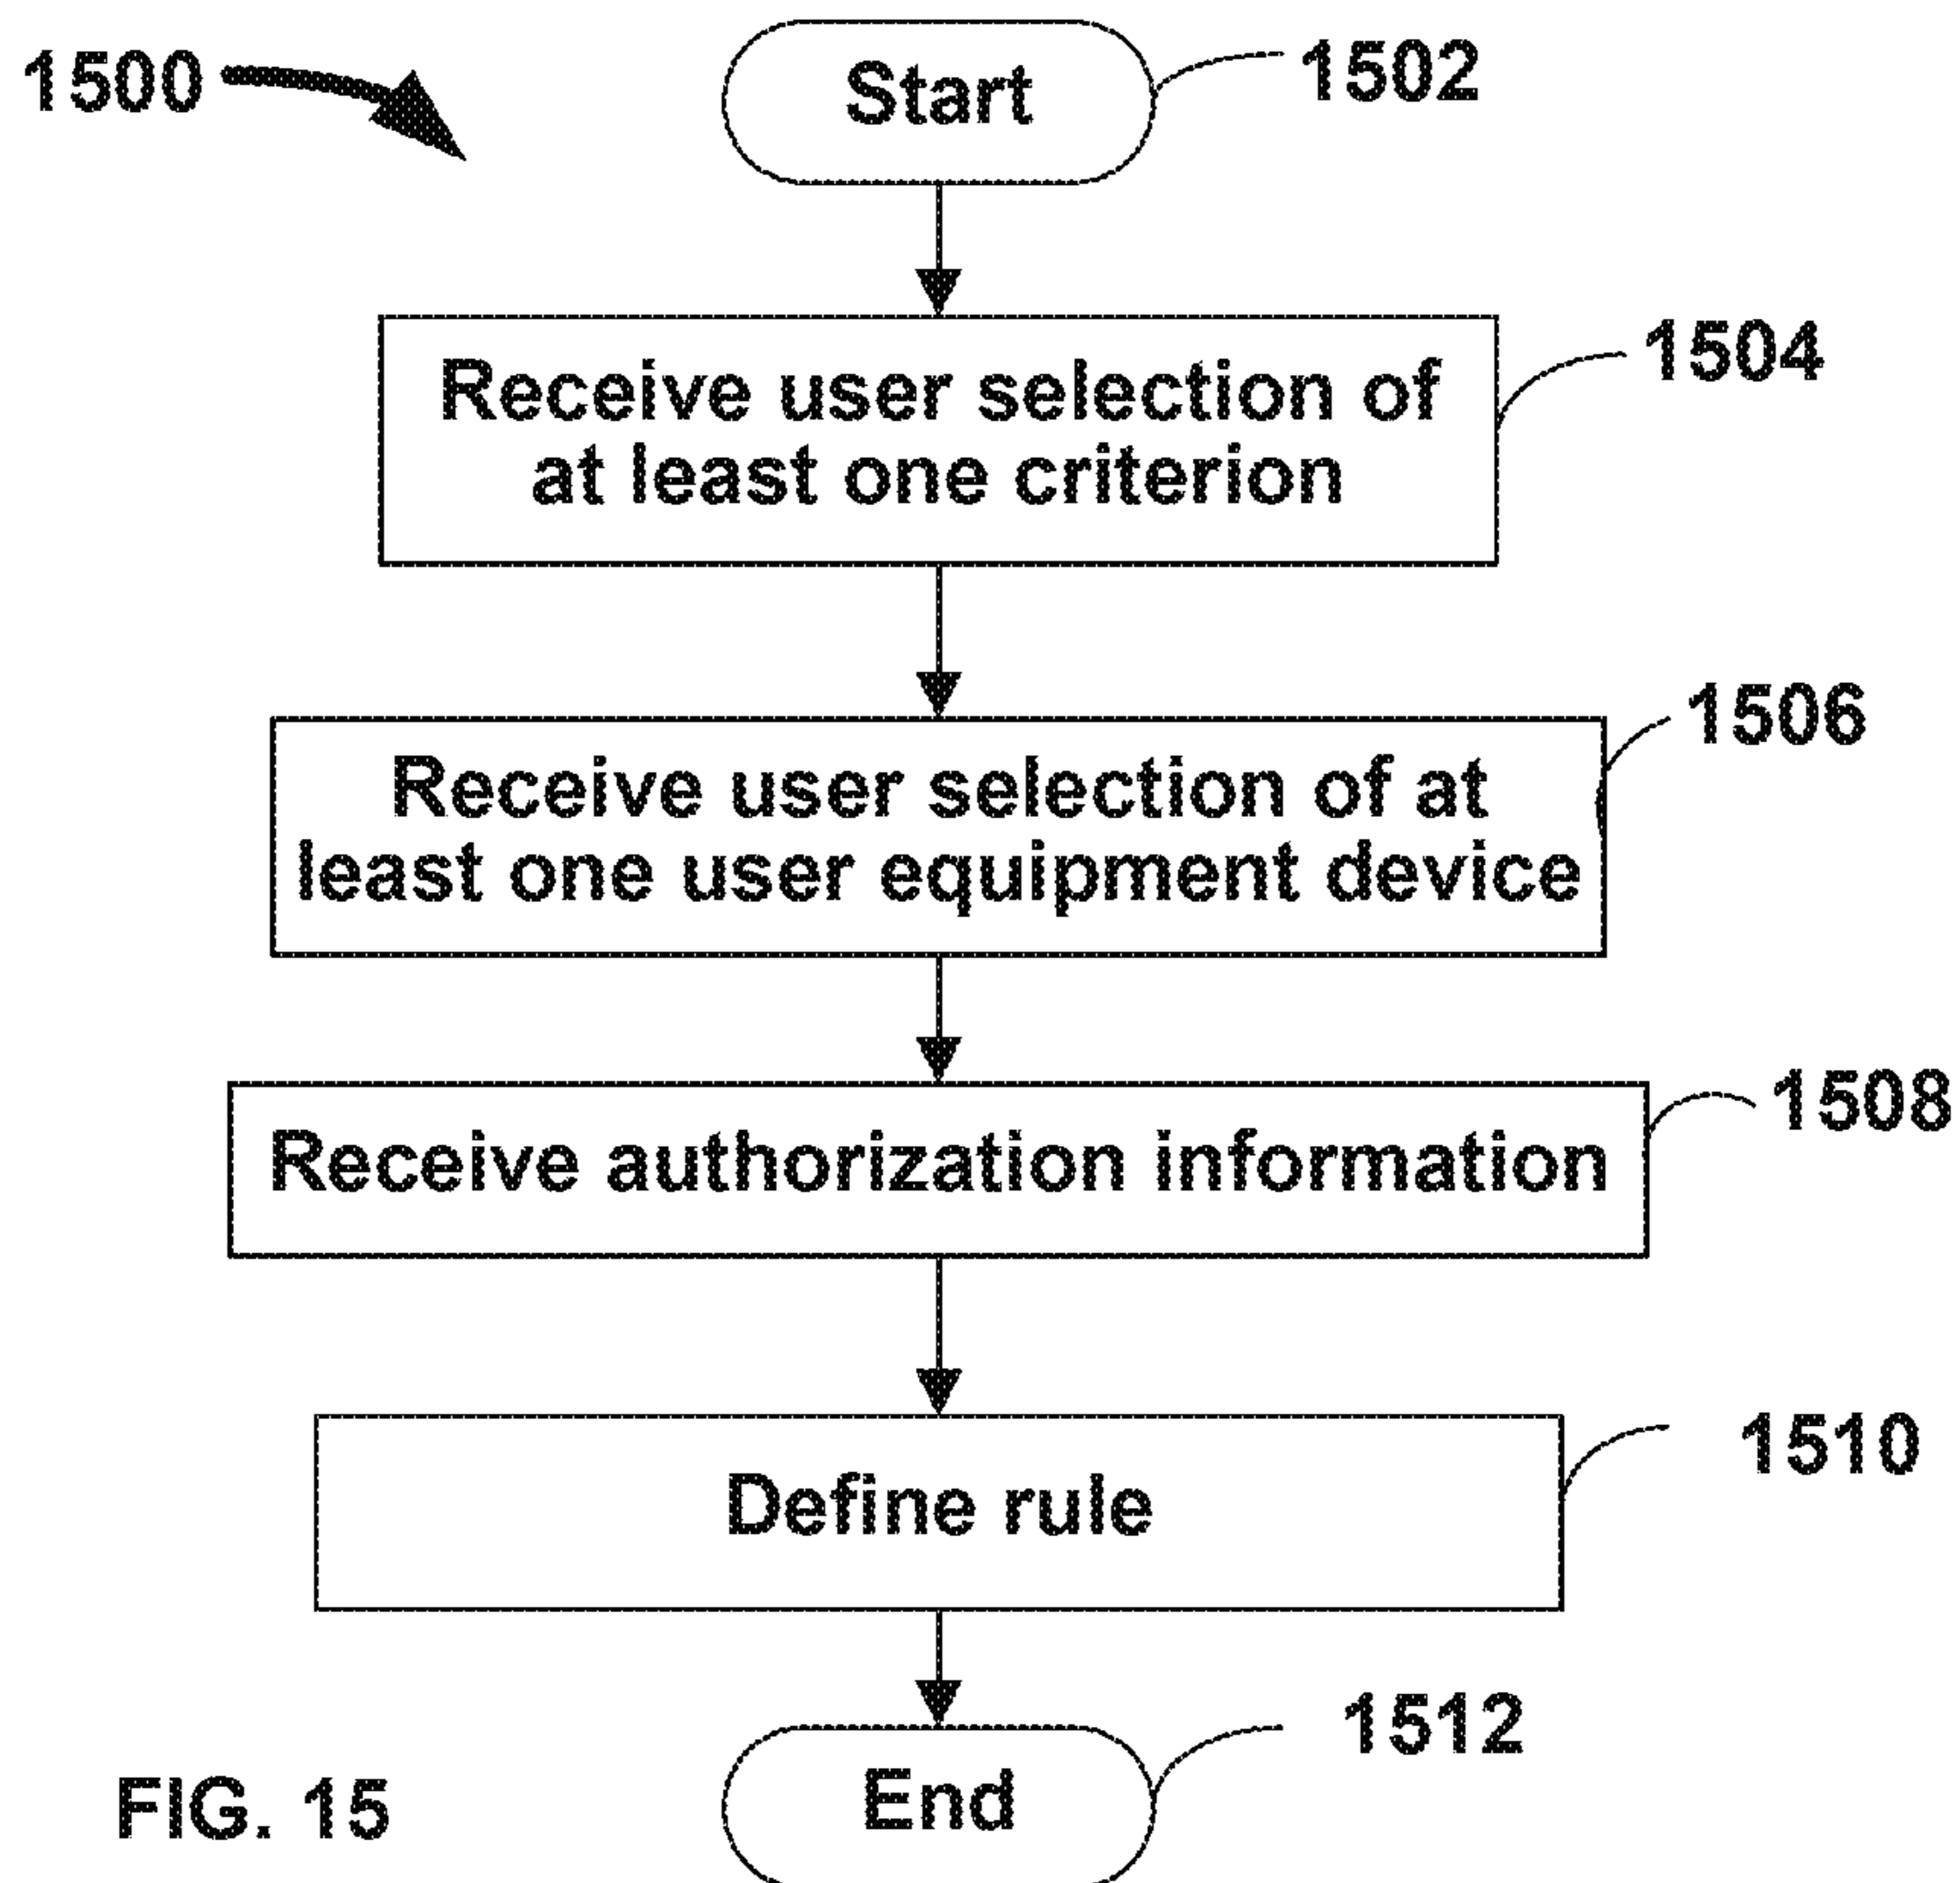 1500
Start
1502
Receive user selection of
at least one criterion
1504
Receive user selection of at
least one user equipment device
1506
Receive authorization information
1508
Define rule
1510
End
1512
FIG. 15